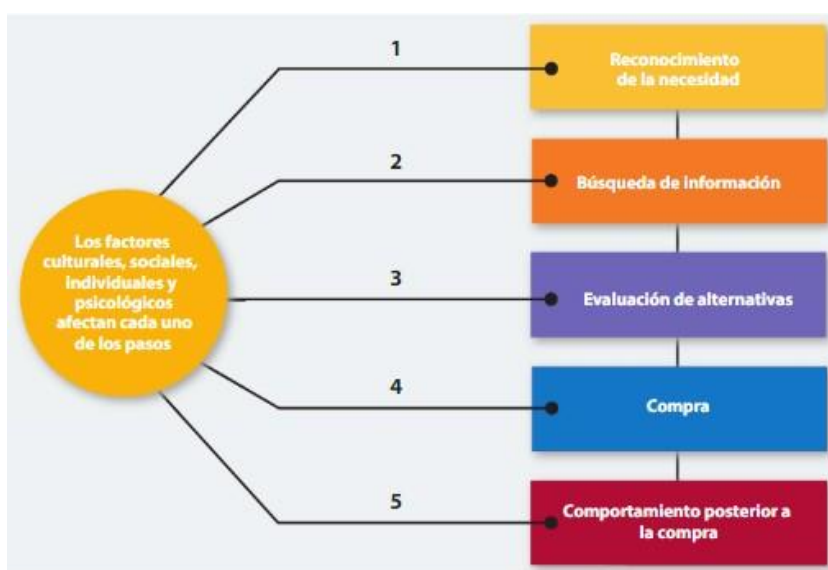 1
Reconocimiento
de la necesidad
2
Búsqueda de información
Los factores
culturales, sociales,
individuales y
psicológicos
afectan cada uno
de los pasos
3
Evaluación de alternativas
4
Compra
5
Comportamiento posterior a
la compra